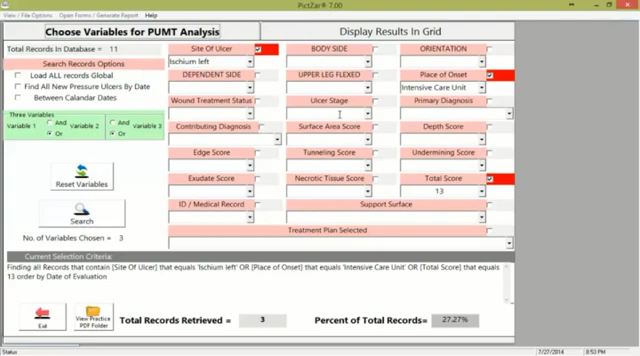 PictZar® 7.00
View / File Options Open Forms / Generate Report Help
Choose Variables for PUMT Analysis
Display Results In Grid
Total Records in Database = 11
Search Records Options
Load ALL records Global
Find All New Pressure Ulcers By Date
Between Calandar Dates
Three Variables
Variable 1 And Or Variable 2 And Or Variable 3
Reset Variables
Search
No. of Variables Chosen = 3
Site Of Ulcer BODY SIDE ORIENTATION
Ischium left
DEPENDENT SIDE UPPER LEG FLEXED Place of Onset
Intensive Care Unit
Wound Treatment Status Ulcer Stage Primary Diagnosis
Contributing Diagnosis Surface Area Score Depth Score
Edge Score Tunneling Score Undermining Score
Exudate Score Necrotic Tissue Score Total Score
13
ID / Medical Record Support Surface
Treatment Plan Selected
Current Selection Criteria
Finding all Records that contain [Site Of Ulcer] that equals 'Ischium left' OR [Place of Onset] that equals 'Intensive Care Unit' OR [Total Score] that equals
13 order by Date of Evaluation
Exit
View Practice
PDF Folder
Total Records Retrieved = 3
Percent of Total Records= 27.27%
Status 7/27/2014 8:53 PM